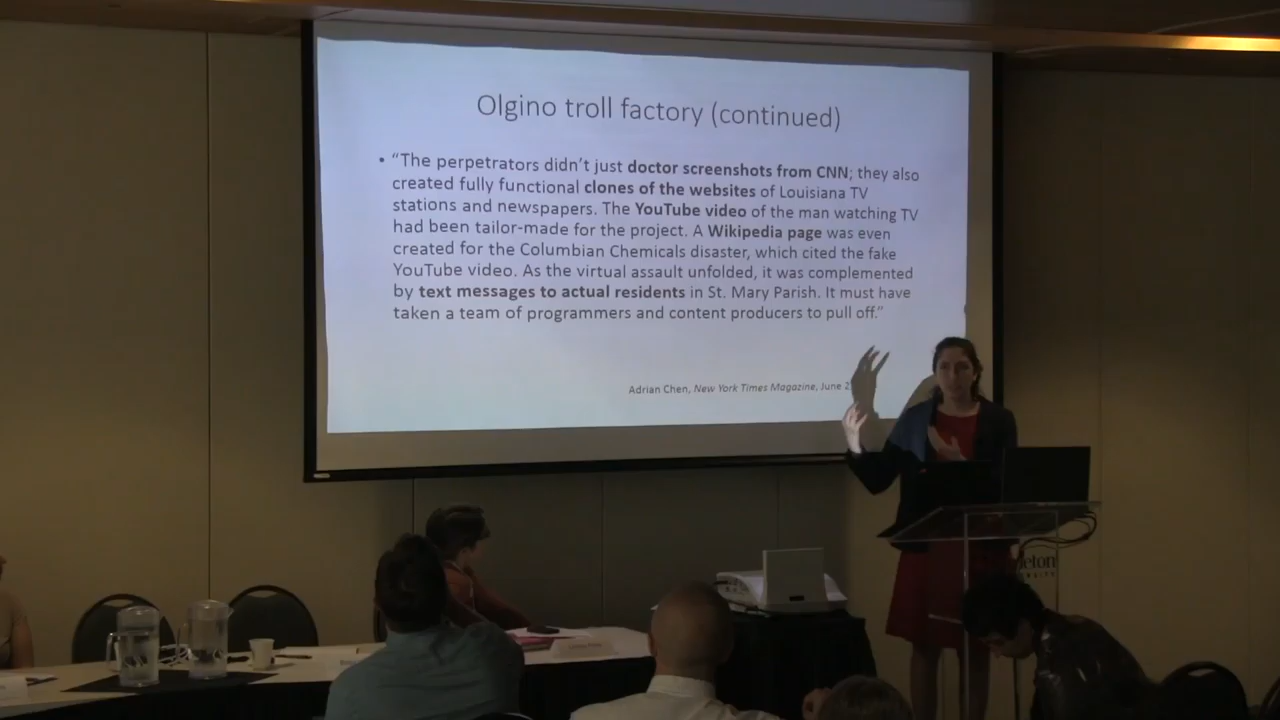 Olgino troll factory (continued)
• “The perpetrators didn’t just doctor screenshots from CNN; they also
created fully functional clones of the websites of Louisiana TV
stations and newspapers. The YouTube video of the man watching TV
had been tailor-made for the project. A Wikipedia page was even
created for the Columbian Chemicals disaster, which cited the fake
YouTube video. As the virtual assault unfolded, it was complemented
by text messages to actual residents in St. Mary Parish. It must have
taken a team of programmers and content producers to pull off.”
Adrian Chen, New York Times Magazine, June 2